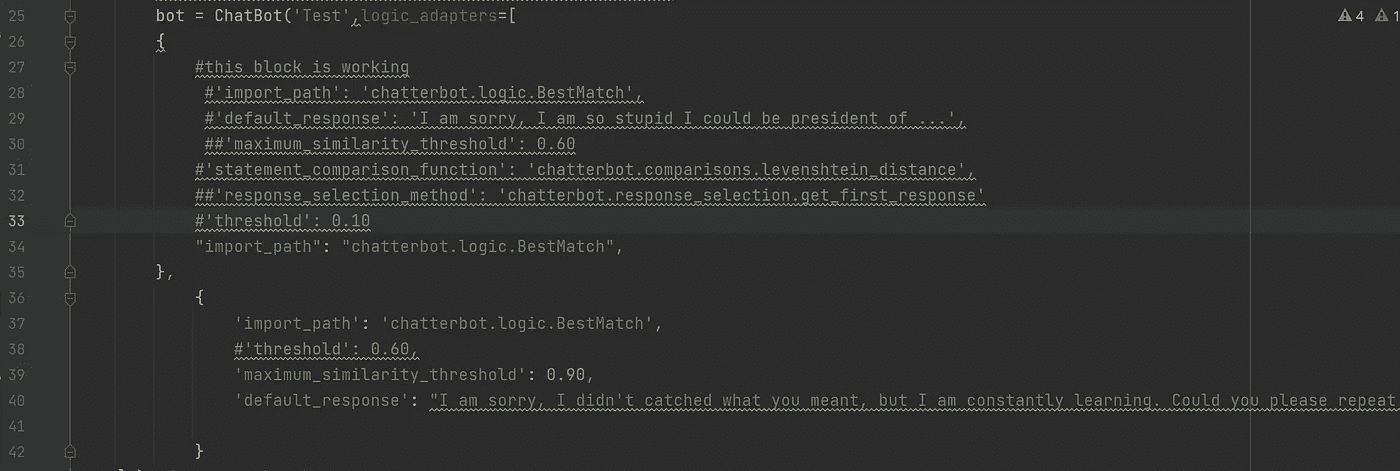 25 bot = ChatBot('Test',logic_adapters=[
26 {
27 #this block is working
28 #'import_path': 'chatterbot.logic.BestMatch',
29 #'default_response': 'I am sorry, I am so stupid I could be president of ...',
30 ##'maximum_similarity_threshold': 0.60
31 #'statement_comparison_function': 'chatterbot.comparisons.levenshtein_distance',
32 ##'response_selection_method': 'chatterbot.response_selection.get_first_response'
33 #'threshold': 0.10
34 "import_path": "chatterbot.logic.BestMatch",
35 },
36 {
37 'import_path': 'chatterbot.logic.BestMatch',
38 #'threshold': 0.60,
39 'maximum_similarity_threshold': 0.90,
40 'default_response': "I am sorry, I didn't catched what you meant, but I am constantly learning. Could you please repeat
41
42 }
4 1